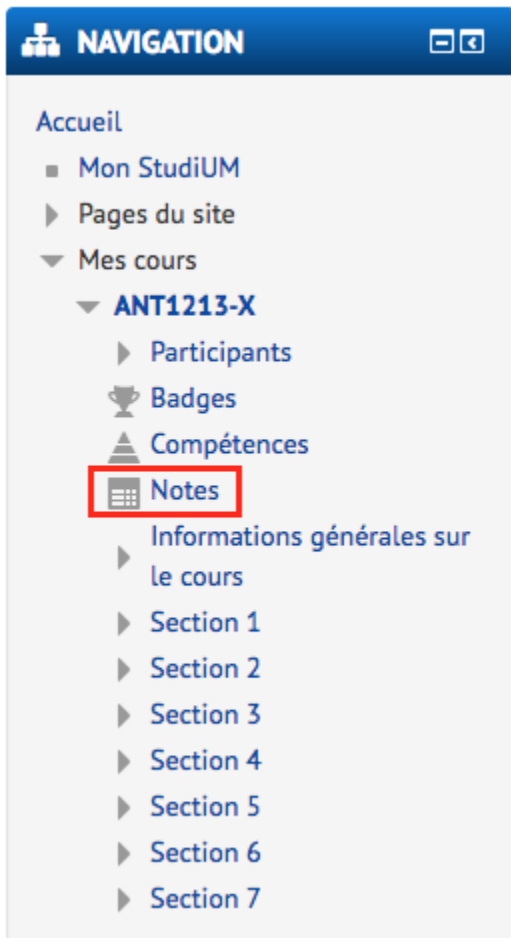 NAVIGATION
Accueil
Mon StudiUM
Pages du site
Mes cours
ANT1213-X
Participants
Badges
Compétences
Notes
Informations générales sur
le cours
Section 1
Section 2
Section 3
Section 4
Section 5
Section 6
Section 7